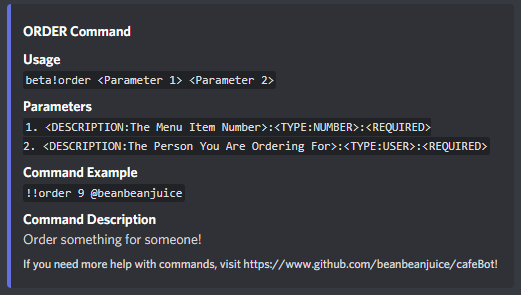 ORDER Command
Usage
beta!order <Parameter 1> <Parameter 2>
Parameters
1. <DESCRIPTION:The Menu Item Number>:<TYPE:NUMBER>:<REQUIRED>
2. <DESCRIPTION:The Person You Are Ordering For>:<TYPE:USER>:<REQUIRED>
Command Example
!!order 9 @beanbeanjuice
Command Description
Order something for someone!
If you need more help with commands, visit https://www.github.com/beanbeanjuice/cafeBot!